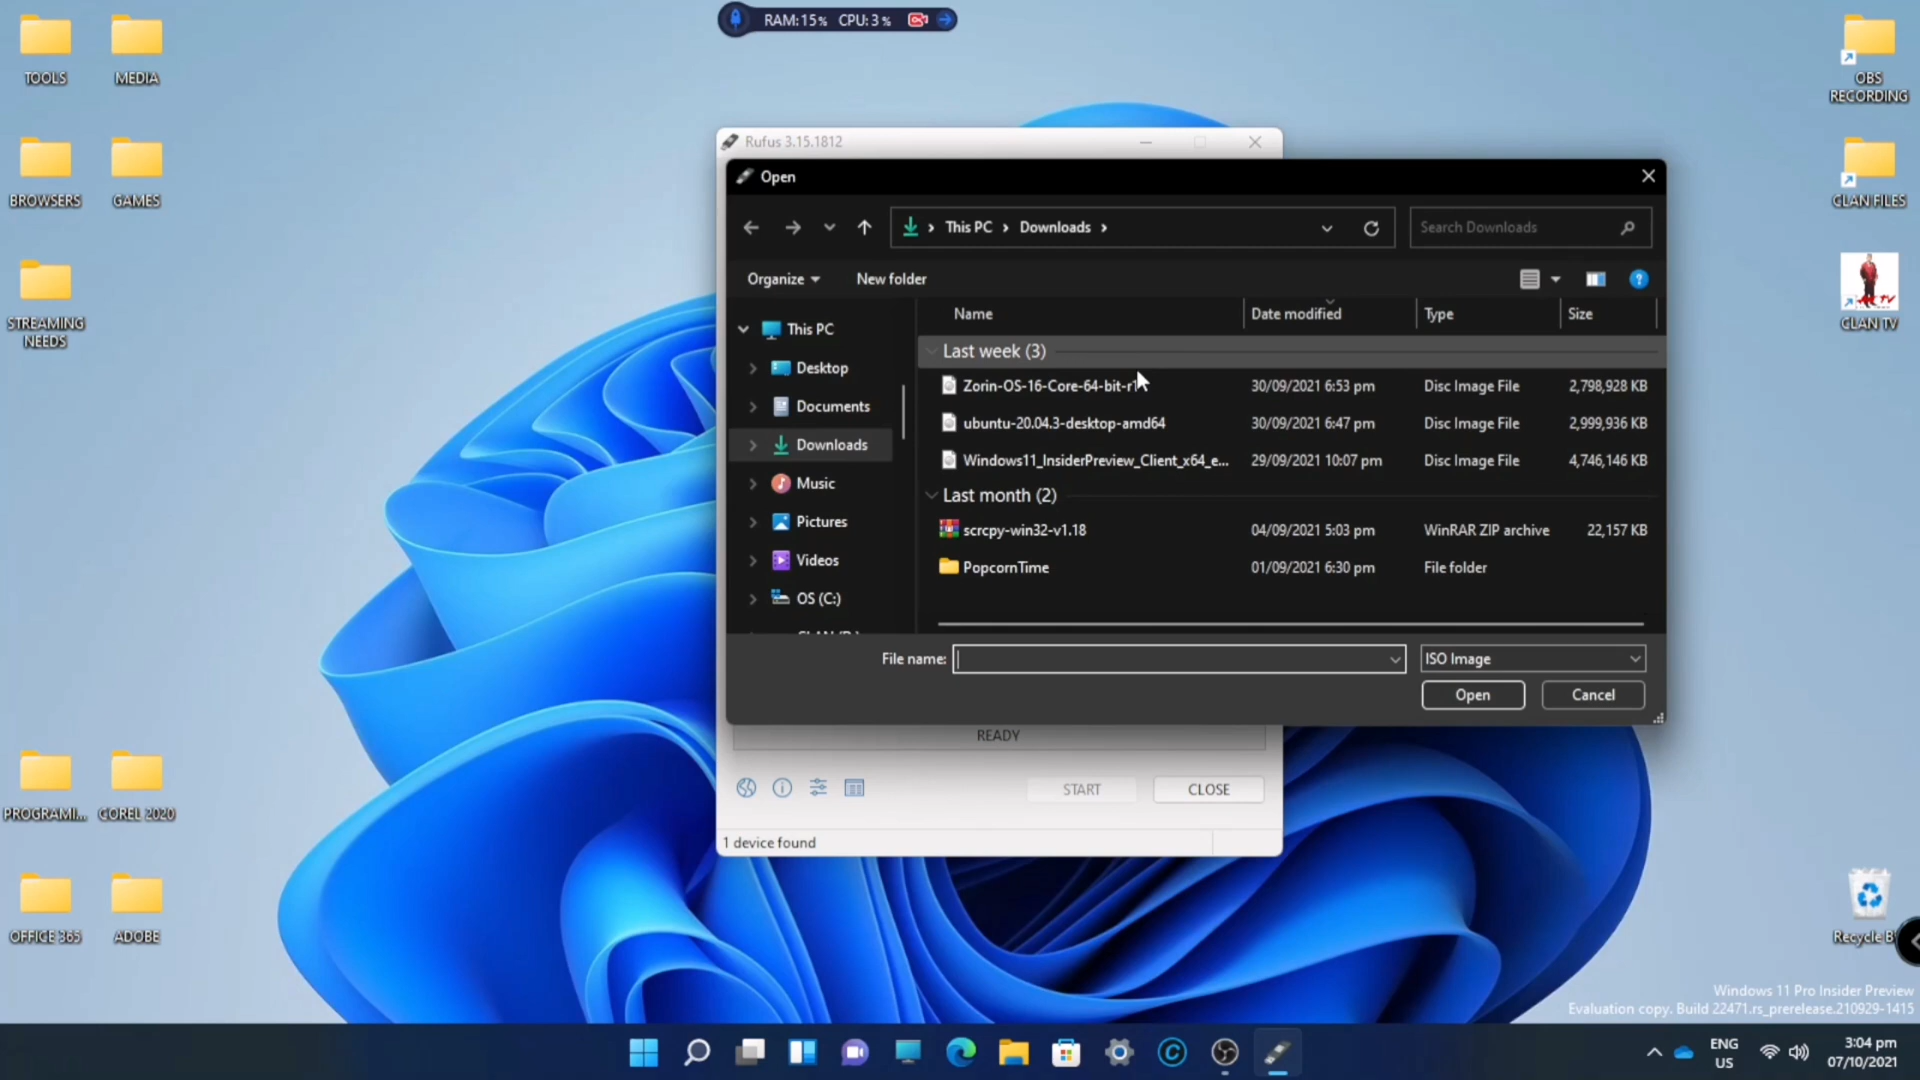 RAM: 15% CPU: 3%
TOOLS
MEDIA
OBS RECORDING
BROWSERS
GAMES
CLAN FILES
STREAMING NEEDS
CLAN TV
PROGRAMI...
COREL 2020
OFFICE 365
ADOBE
Rufus 3.15.1812
Open
This PC
Downloads
Search Downloads
Organize
New folder
This PC
Desktop
Documents
Downloads
Music
Pictures
Videos
OS (C:)
Name Date modified Type Size
Last week (3)
Zorin-OS-16-Core-64-bit-r1 30/09/2021 6:53 pm Disc Image File 2,798,928 KB
ubuntu-20.04.3-desktop-amd64 30/09/2021 6:47 pm Disc Image File 2,999,936 KB
Windows11_InsiderPreview_Client_x64_e... 29/09/2021 10:07 pm Disc Image File 4,746,146 KB
Last month (2)
scrcpy-win32-v1.18 04/09/2021 5:03 pm WinRAR ZIP archive 22,157 KB
PopcornTime 01/09/2021 6:30 pm File folder
File name:
ISO Image
Open
Cancel
READY
START
CLOSE
1 device found
Recycle B
Windows 11 Pro Insider Preview
Evaluation copy. Build 22471.rs_prerelease.210929-1415
ENG
US
3:04 pm
07/10/2021